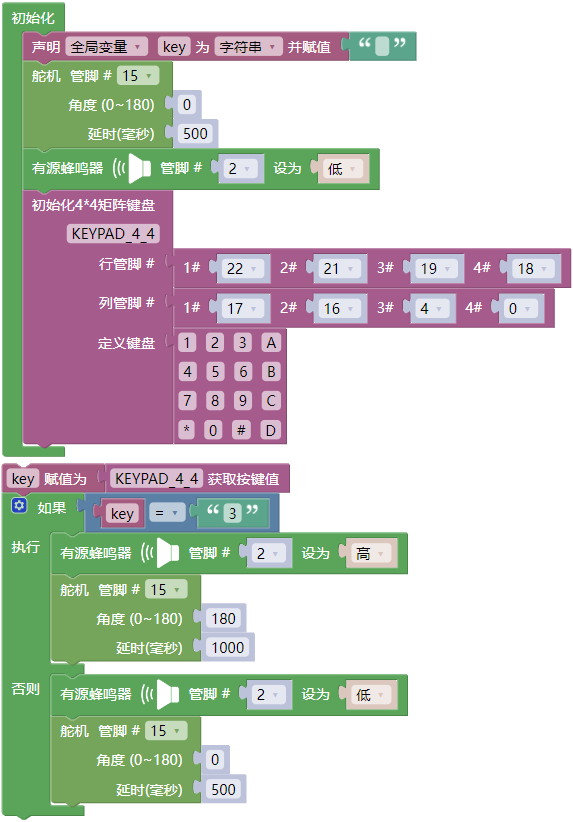 初始化
声明 全局变量 key 为 字符串 并赋值 “ ”
舵机 管脚 # 15
角度 (0~180) 0
延时(毫秒) 500
有源蜂鸣器 管脚 # 2 设为 低
初始化4*4矩阵键盘
KEYPAD_4_4
行管脚 # 1# 22 2# 21 3# 19 4# 18
列管脚 # 1# 17 2# 16 3# 4 4# 0
定义键盘 1 2 3 A
4 5 6 B
7 8 9 C
* 0 # D
key 赋值为 KEYPAD_4_4 获取按键值
如果 key = “ 3 ”
执行 有源蜂鸣器 管脚 # 2 设为 高
舵机 管脚 # 15
角度 (0~180) 180
延时(毫秒) 1000
否则 有源蜂鸣器 管脚 # 2 设为 低
舵机 管脚 # 15
角度 (0~180) 0
延时(毫秒) 500